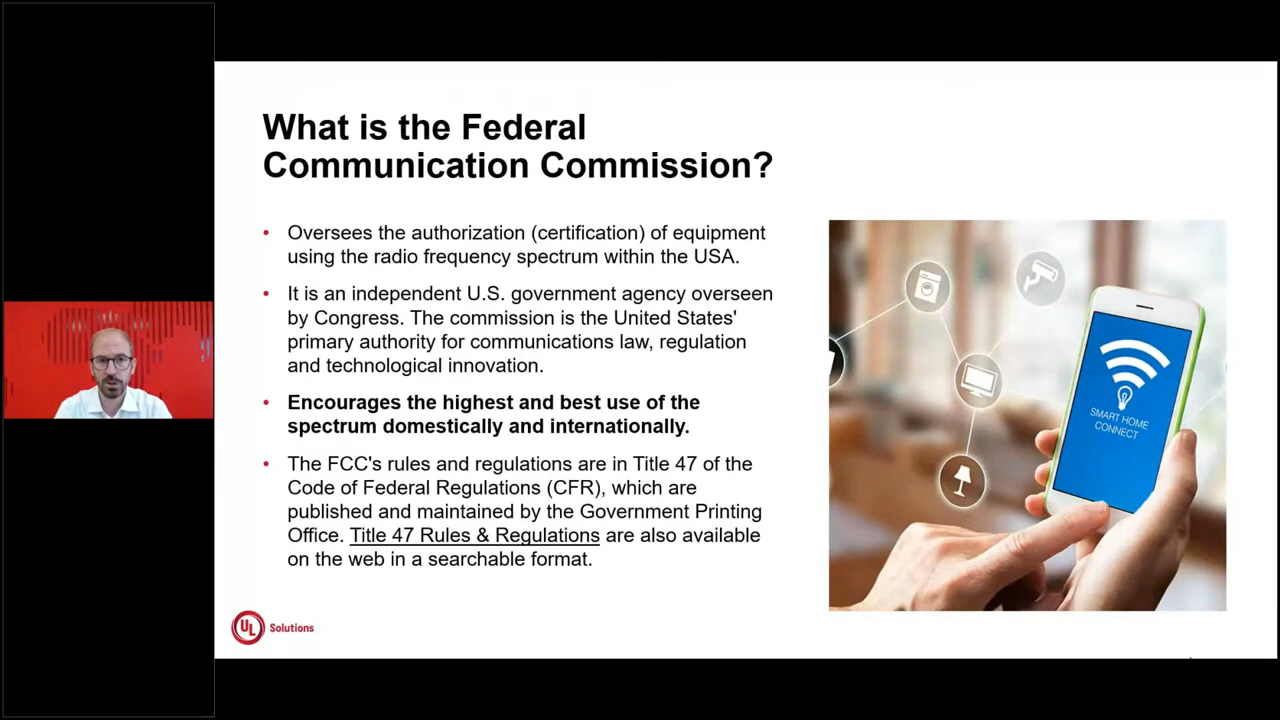 What is the Federal
Communication Commission?
• Oversees the authorization (certification) of equipment
using the radio frequency spectrum within the USA.
• It is an independent U.S. government agency overseen
by Congress. The commission is the United States'
primary authority for communications law, regulation
and technological innovation.
• Encourages the highest and best use of the
spectrum domestically and internationally.
• The FCC's rules and regulations are in Title 47 of the
Code of Federal Regulations (CFR), which are
published and maintained by the Government Printing
Office. Title 47 Rules & Regulations are also available
on the web in a searchable format.
SMART HOME
CONNECT
UL Solutions